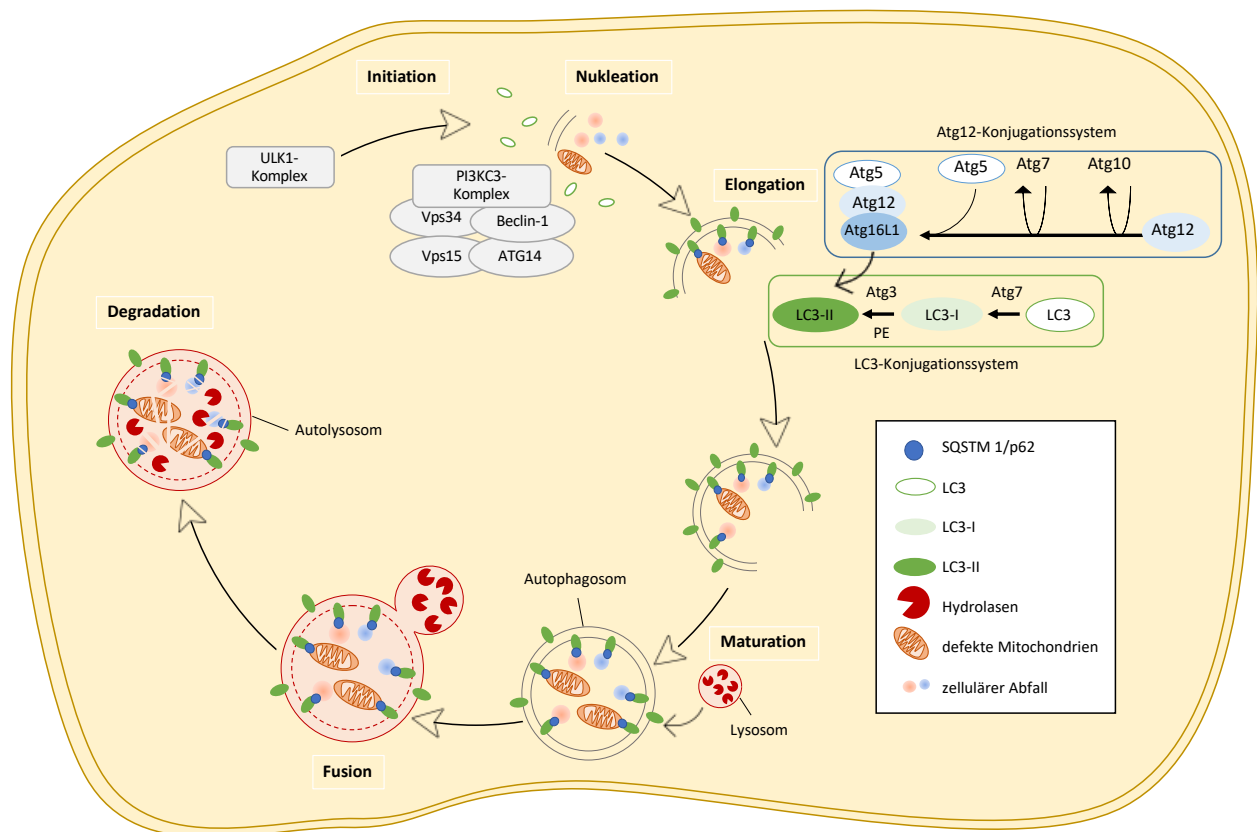 Initiation
Nukleation
ULK1-
Komplex
PI3KC3-
Komplex
Vps34
Beclin-1
Vps15
ATG14
Elongation
Atg12-Konjugationssystem
Atg5
Atg12
Atg16L1
Atg5
Atg7
Atg10
Atg12
LC3-II
Atg3
PE
LC3-I
Atg7
LC3
LC3-Konjugationssystem
Degradation
Autolysosom
SQSTM 1/p62
LC3
LC3-I
LC3-II
Hydrolasen
defekte Mitochondrien
zellulärer Abfall
Autophagosom
Maturation
Lysosom
Fusion